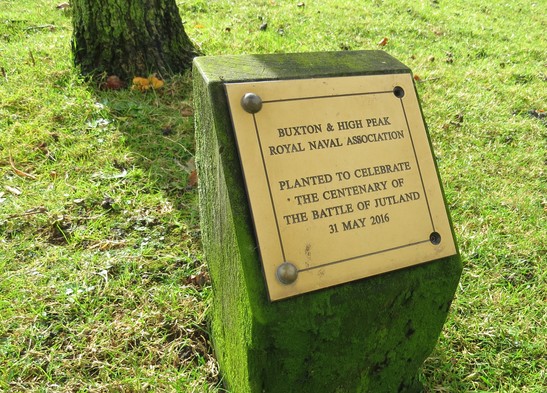 BUXTON & HIGH PEAK
ROYAL NAVAL ASSOCIATION
PLANTED TO CELEBRATE
THE CENTENARY OF
THE BATTLE OF JUTLAND
31 MAY 2016